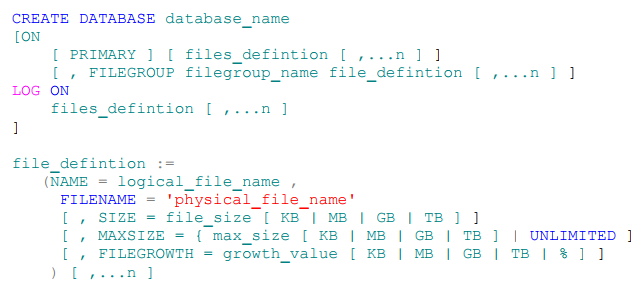 CREATE DATABASE database_name
[ON
[ PRIMARY ] [ files_defintion [ ,...n ] ]
[ , FILEGROUP filegroup_name file_defintion [ ,...n ] ]
LOG ON
files_defintion [ ,...n ]
]
file_defintion :=
(NAME = logical_file_name ,
FILENAME = 'physical_file_name'
[ , SIZE = file_size [ KB | MB | GB | TB ] ]
[ , MAXSIZE = { max_size [ KB | MB | GB | TB ] | UNLIMITED ]
[ , FILEGROWTH = growth_value [ KB | MB | GB | TB | % ] ]
) [ ,...n ]